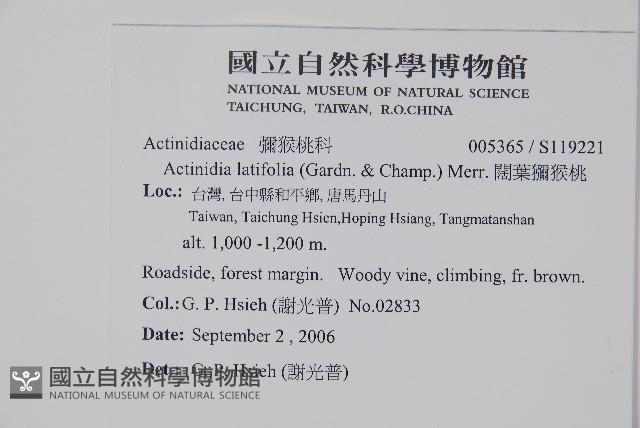 國立自然科學博物館
NATIONAL MUSEUM OF NATURAL SCIENCE
TAICHUNG, TAIWAN, R.O.CHINA
Actinidiaceae 獼猴桃科 005365 / S119221
Actinidia latifolia (Gardn. & Champ.) Merr. 闊葉獼猴桃
Loc.: 台灣, 台中縣和平鄉, 唐馬丹山
Taiwan, Taichung Hsien,Hoping Hsiang, Tangmatanshan
alt. 1,000 -1,200 m.
Roadside, forest margin. Woody vine, climbing, fr. brown.
Col.: G. P. Hsieh (謝光普) No.02833
Date: September 2 , 2006
Det.: G. P. Hsieh (謝光普)
國立自然科學博物館
NATIONAL MUSEUM OF NATURAL SCIENCE